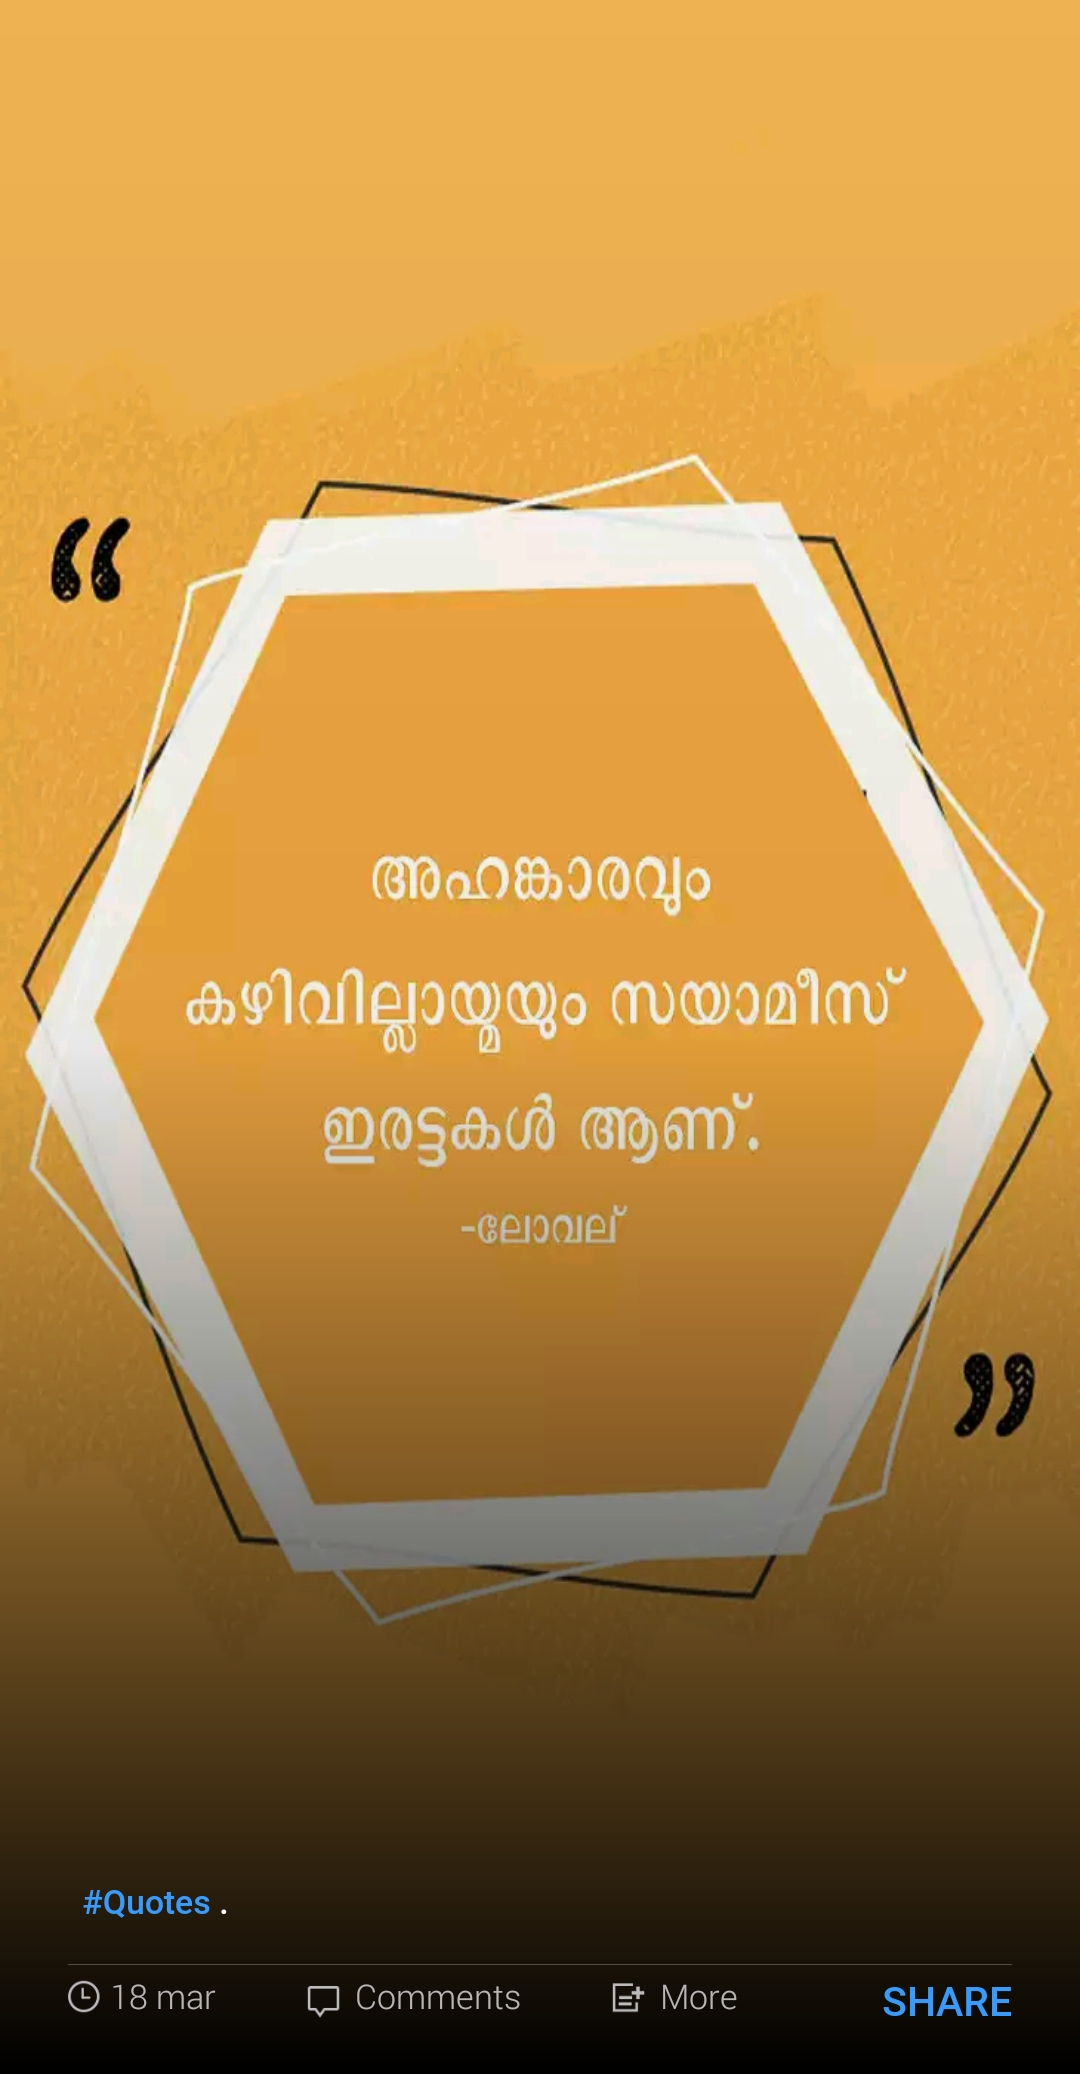 “
അഹങ്കാരവും
കഴിവില്ലായ്മയും സയാമീസ്
ഇരട്ടകൾ ആണ്.
-ലോവല്
”
#Quotes .
18 mar Comments More SHARE